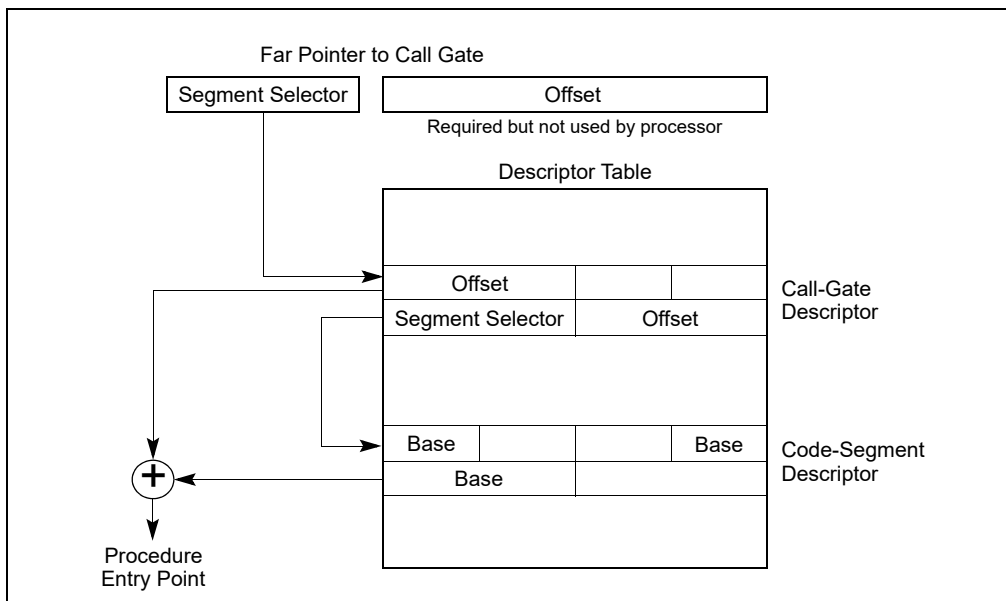 Far Pointer to Call Gate
Segment Selector
Offset
Required but not used by processor
Descriptor Table
Offset
Call-Gate
Descriptor
Segment Selector
Offset
Base
Base
Code-Segment
Descriptor
Base
+
Procedure
Entry Point